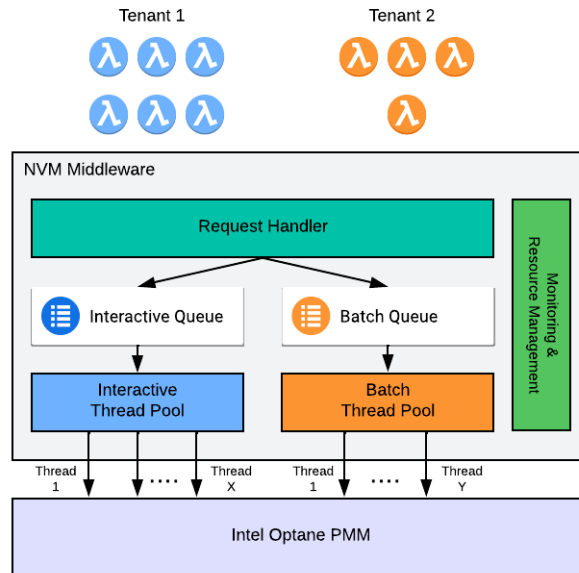 Tenant 1
Tenant 2
λ λ λ
λ λ λ
λ λ λ
λ
NVM Middleware
Request Handler
Monitoring &
Resource Management
Interactive Queue
Batch Queue
Interactive
Thread Pool
Batch
Thread Pool
Thread
1
....
Thread
X
Thread
1
....
Thread
Y
Intel Optane PMM